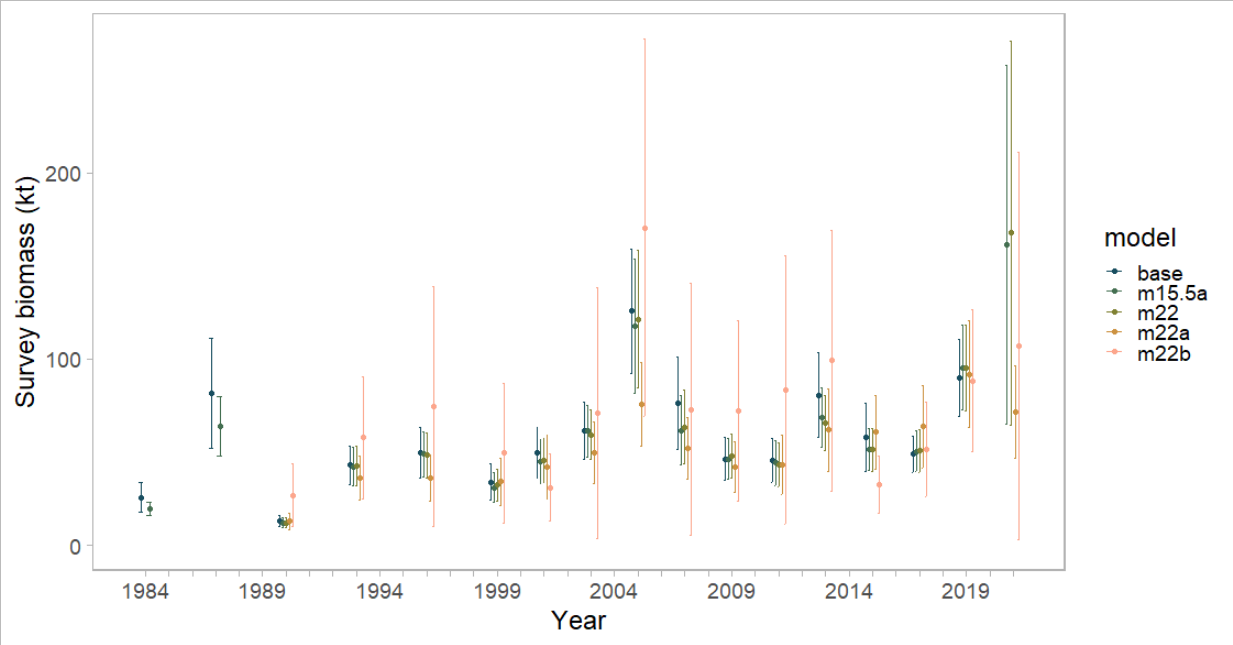 Survey biomass (kt)
200
100
0
1984 1989 1994 1999 2004 2009 2014 2019
Year
model
base
m15.5a
m22
m22a
m22b